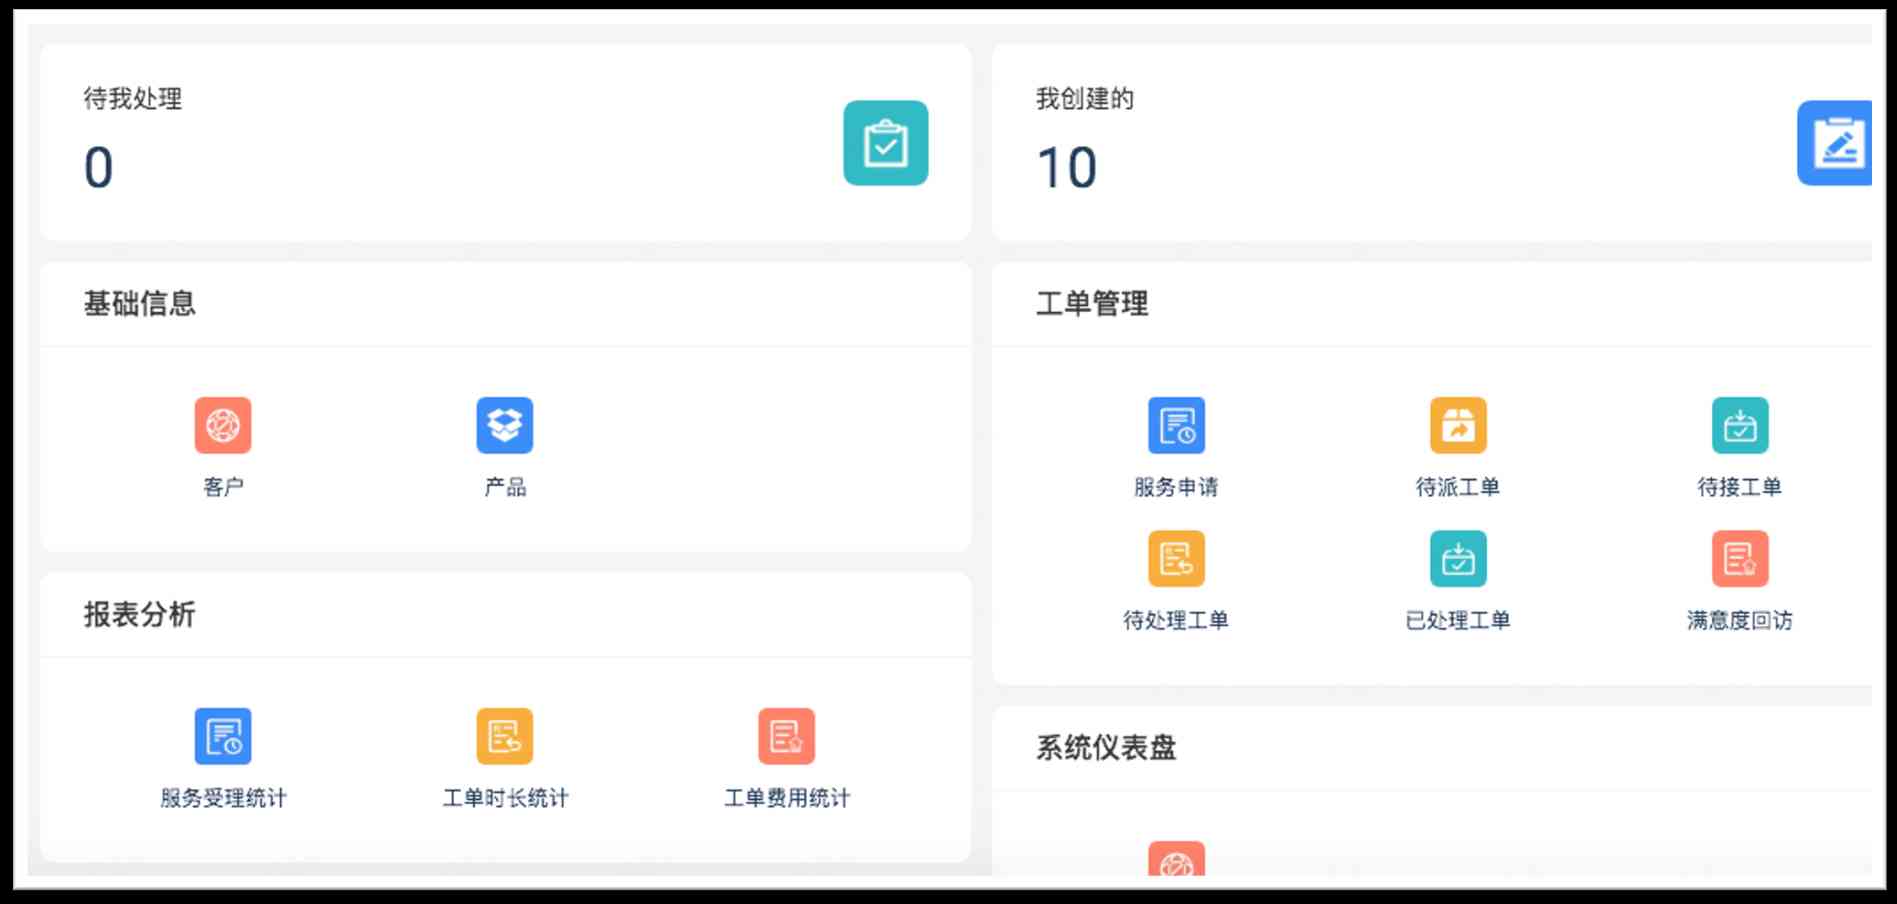 待我处理
0
我创建的
10
基础信息
客户
产品
工单管理
服务申请
待派工单
待接工单
待处理工单
已处理工单
满意度回访
报表分析
服务受理统计
工单时长统计
工单费用统计
系统仪表盘